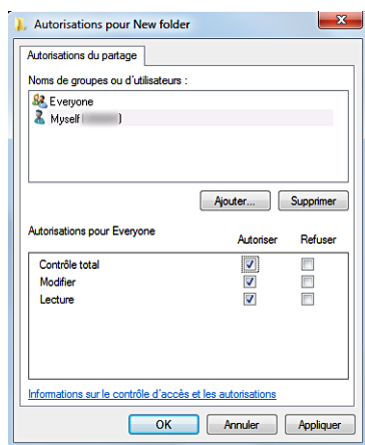 Autorisations pour New folder
Autorisations du partage
Noms de groupes ou d'utilisateurs :
Everyone
Myself ( )
Ajouter... Supprimer
Autorisations pour Everyone Autoriser Refuser
Contrôle total
Modifier
Lecture
Informations sur le contrôle d'accès et les autorisations
OK Annuler Appliquer